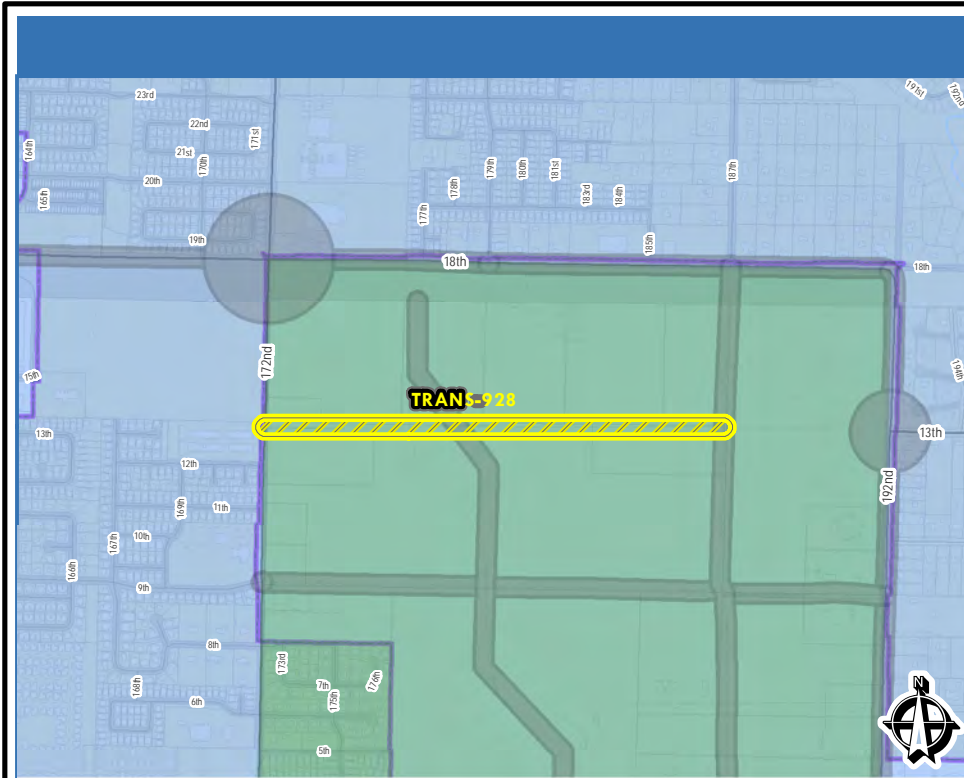 23rd
191st
192nd
22nd
171st
164th
21st
170th
179th
180th
181st
187th
20th
178th
183rd
184th
165th
177th
19th
185th
18th
18th
172nd
15th
194th
TRANS-928
13th
13th
12th
192nd
169th
11th
167th
10th
166th
9th
8th
173rd
7th
176th
175th
168th
6th
5th
N